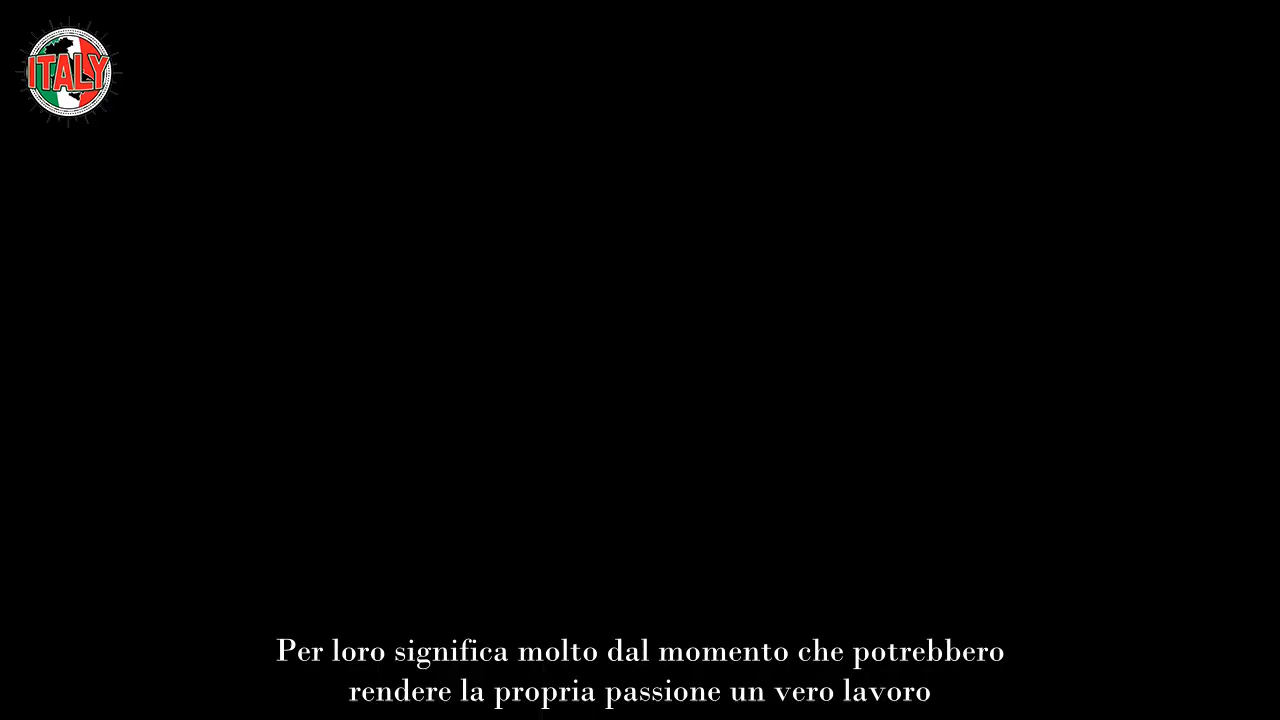 ITALY
Per loro significa molto dal momento che potrebbero
rendere la propria passione un vero lavoro